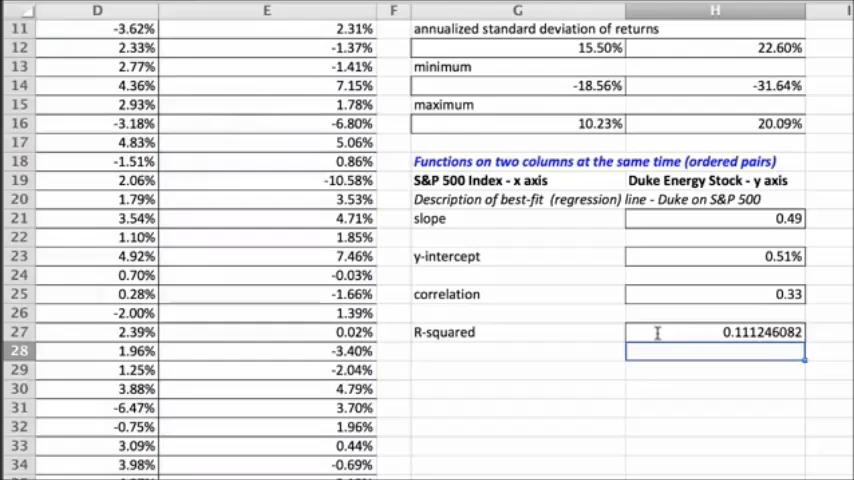 D E F G H I
11 -3.62% 2.31% annualized standard deviation of returns
12 2.33% -1.37% 15.50% 22.60%
13 2.77% -1.41% minimum
14 4.36% 7.15% -18.56% -31.64%
15 2.93% 1.78% maximum
16 -3.18% -6.80% 10.23% 20.09%
17 4.83% 5.06%
18 -1.51% 0.86% Functions on two columns at the same time (ordered pairs)
19 2.06% -10.58% S&P 500 Index - x axis Duke Energy Stock - y axis
20 1.79% 3.53% Description of best-fit (regression) line - Duke on S&P 500
21 3.54% 4.71% slope 0.49
22 1.10% 1.85%
23 4.92% 7.46% y-intercept 0.51%
24 0.70% -0.03%
25 0.28% -1.66% correlation 0.33
26 -2.00% 1.39%
27 2.39% 0.02% R-squared 0.111246082
28 1.96% -3.40%
29 1.25% -2.04%
30 3.88% 4.79%
31 -6.47% 3.70%
32 -0.75% 1.96%
33 3.09% 0.44%
34 3.98% -0.69%